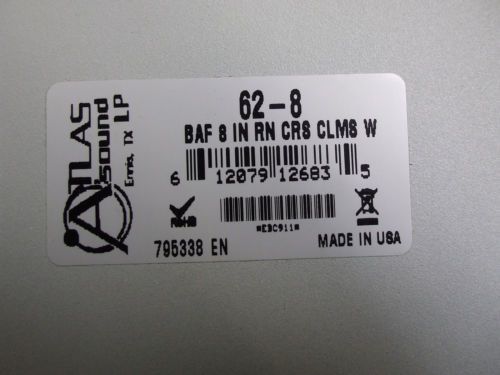 ATLAS
sound LP
Ennis, TX
62-8
BAF 8 IN RN CRS CLMS W
6 12079 12683 5
RoHS
*EBC911*
795338 EN
MADE IN USA